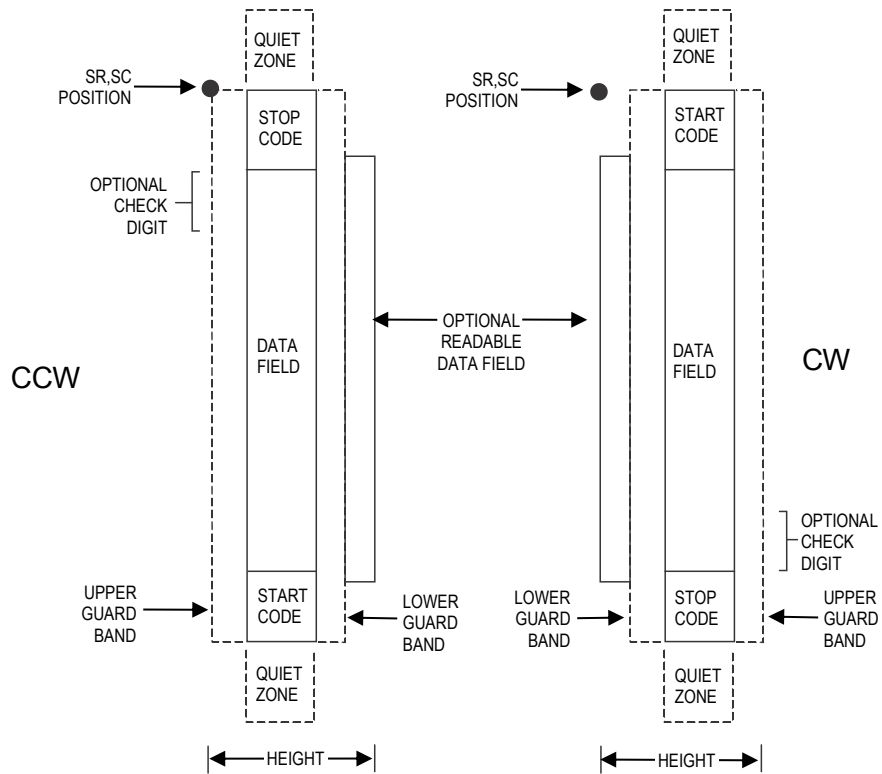 QUIET
ZONE
QUIET
ZONE
SR,SC
POSITION
SR,SC
POSITION
STOP
CODE
START
CODE
OPTIONAL
CHECK
DIGIT
OPTIONAL
READABLE
DATA FIELD
DATA
FIELD
DATA
FIELD
CCW
CW
OPTIONAL
CHECK
DIGIT
UPPER
GUARD
BAND
START
CODE
LOWER
GUARD
BAND
LOWER
GUARD
BAND
STOP
CODE
UPPER
GUARD
BAND
QUIET
ZONE
QUIET
ZONE
HEIGHT
HEIGHT